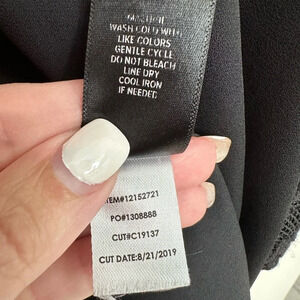 WASH COLD WITH
LIKE COLORS
GENTLE CYCLE
DO NOT BLEACH
LINE DRY
COOL IRON
IF NEEDED
ITEM#12152721
PO#1308888
CUT#C19137
CUT DATE:8/21/2019